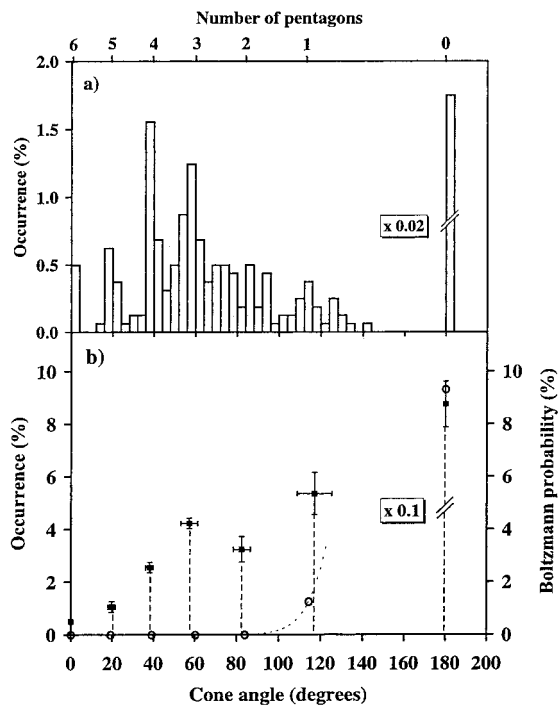 Number of pentagons
6 5 4 3 2 1 0
a)
2.0
1.5
1.0
0.5
0.0
Occurrence (%)
x 0.02
b)
10
8
6
4
2
0
Occurrence (%)
x 0.1
10
8
6
4
2
0
Boltzmann probability (%)
0 20 40 60 80 100 120 140 160 180 200
Cone angle (degrees)